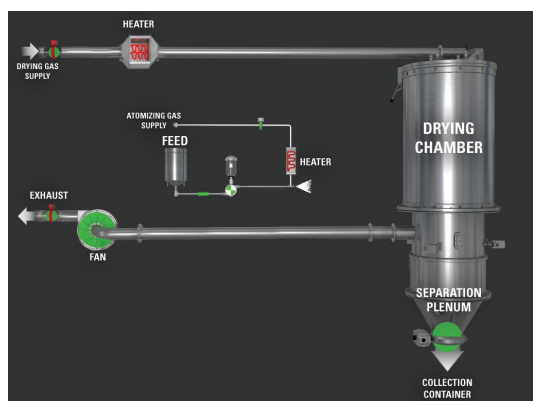 HEATER
DRYING GAS
SUPPLY
ATOMIZING GAS
SUPPLY
FEED
HEATER
DRYING
CHAMBER
EXHAUST
FAN
SEPARATION
PLENUM
COLLECTION
CONTAINER